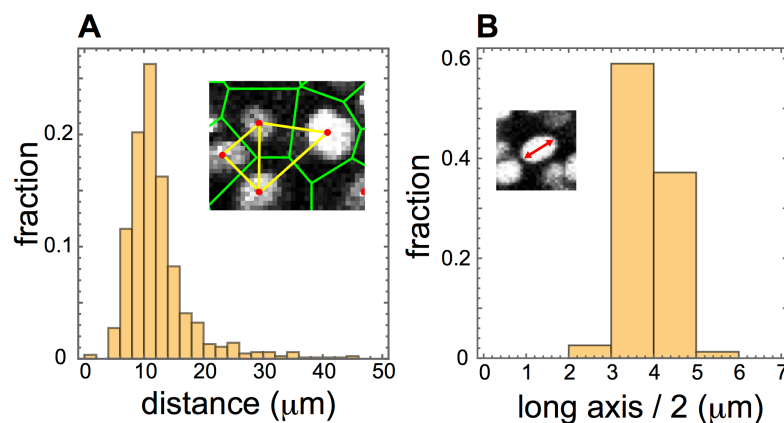 A
B
fraction
0.2
0.1
0
0 10 20 30 40 50
distance (μm)
fraction
0.6
0.4
0.2
0
0 1 2 3 4 5 6 7
long axis / 2 (μm)